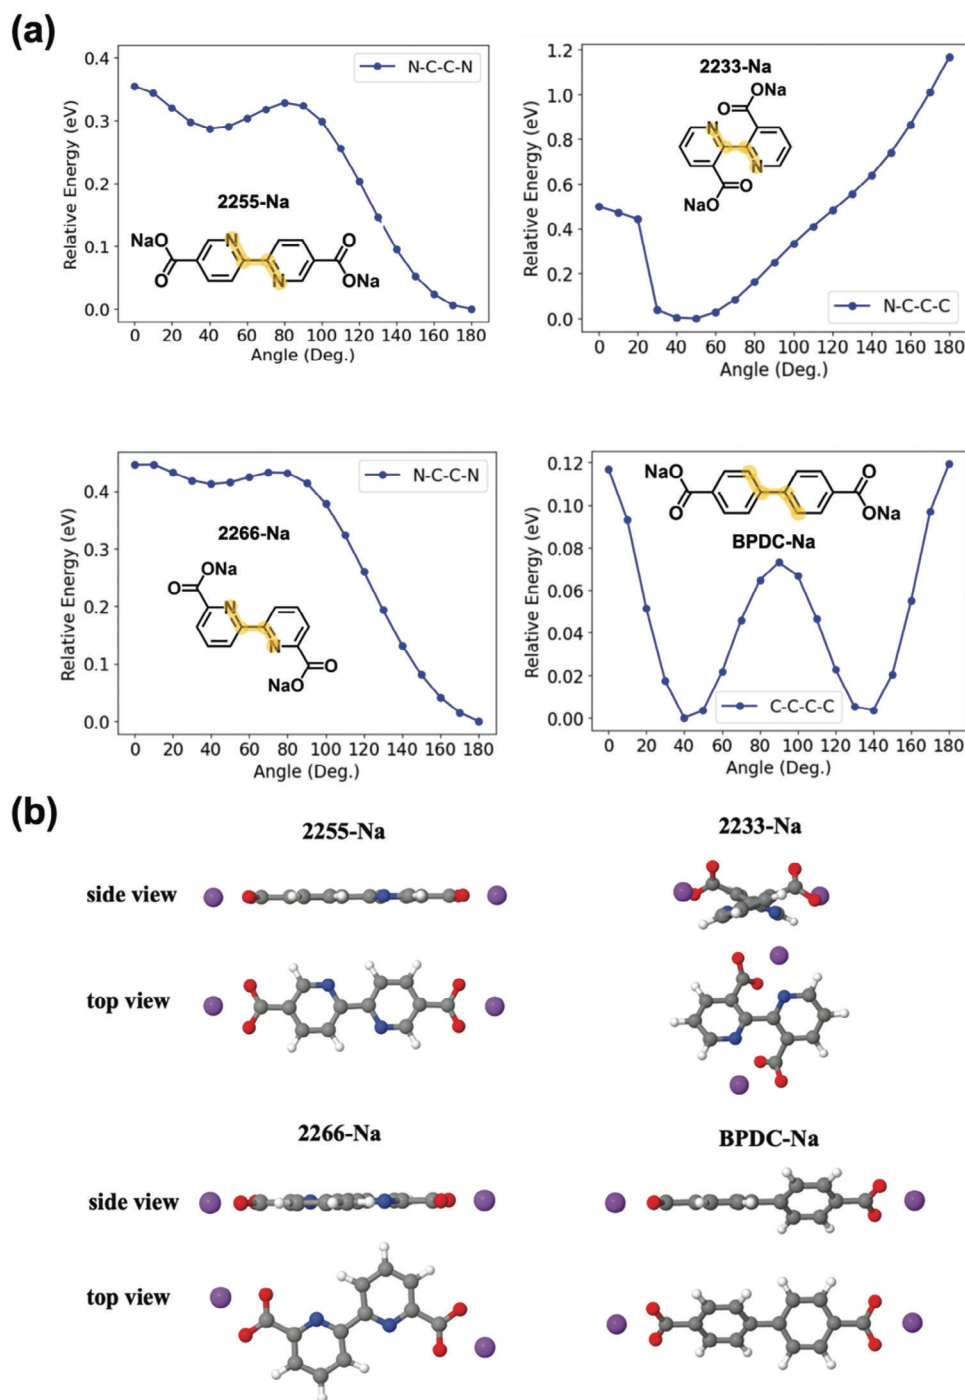 (a)
Relative Energy (eV)
0.4
0.3
0.2
0.1
0.0
N-C-C-N
2255-Na
NaO
O
N
N
O
ONa
0 20 40 60 80 100 120 140 160 180
Angle (Deg.)
Relative Energy (eV)
1.2
1.0
0.8
0.6
0.4
0.2
0.0
2233-Na
ONa
O
N
N
O
NaO
N-C-C-C
0 20 40 60 80 100 120 140 160 180
Angle (Deg.)
Relative Energy (eV)
0.4
0.3
0.2
0.1
0.0
N-C-C-N
2266-Na
ONa
O
N
N
O
NaO
0 20 40 60 80 100 120 140 160 180
Angle (Deg.)
Relative Energy (eV)
0.12
0.10
0.08
0.06
0.04
0.02
0.00
NaO
O
O
ONa
BPDC-Na
C-C-C-C
0 20 40 60 80 100 120 140 160 180
Angle (Deg.)
(b)
2255-Na
side view
top view
2233-Na
2266-Na
side view
top view
BPDC-Na